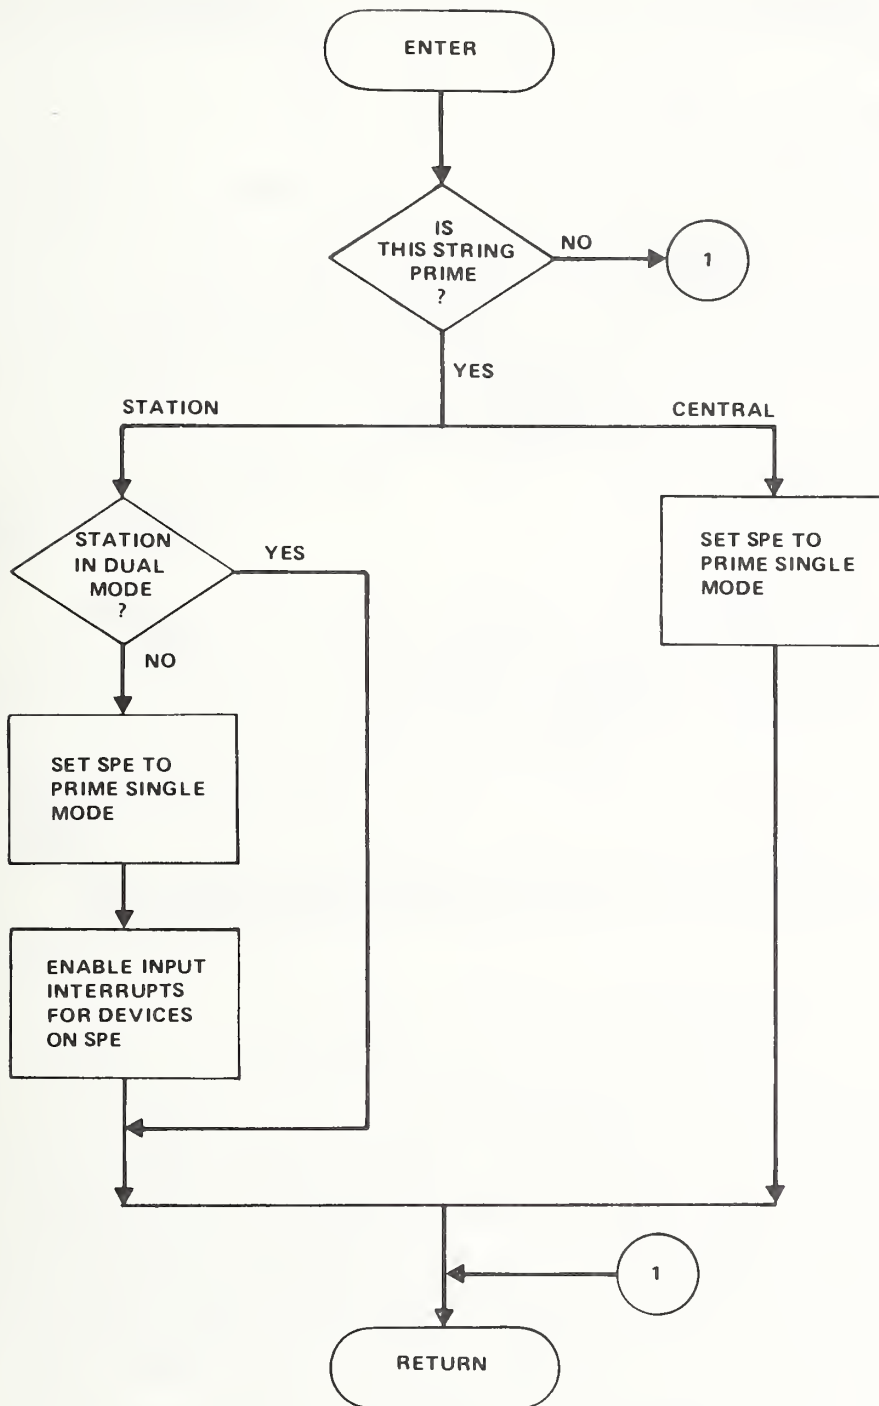 ENTER
IS
THIS STRING
PRIME
?
NO
1
YES
STATION
CENTRAL
STATION
IN DUAL
MODE
?
YES
SET SPE TO
PRIME SINGLE
MODE
NO
SET SPE TO
PRIME SINGLE
MODE
ENABLE INPUT
INTERRUPTS
FOR DEVICES
ON SPE
1
RETURN